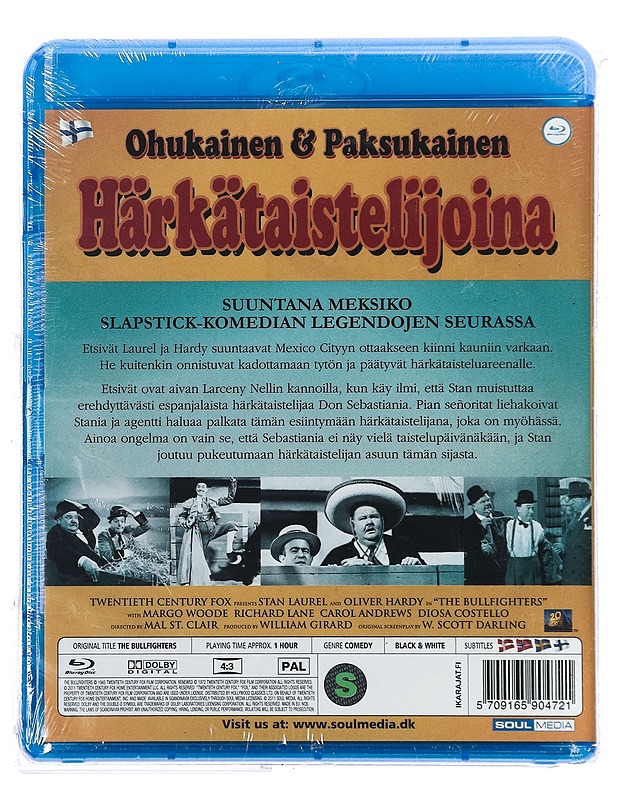 Ohukainen & Paksukainen
Härkätaistelijoina
SUUNTANA MEKSIKO
SLAPSTICK-KOMEDIAN LEGENDOJEN SEURASSA
Etsivät Laurel ja Hardy suuntaavat Mexico Cityyn ottaakseen kiinni kauniin varkaan.
He kuitenkin onnistuvat kadottamaan tytön ja päätyvät härkätaisteluareenalle.
Etsivät ovat aivan Larceny Nellin kannoilla, kun käy ilmi, että Stan muistuttaa
erehdyttävästi espanjalaista härkätaistelijaa Don Sebastiania. Pian señoritat liehakoivat
Stania ja agentti haluaa palkata tämän esiintymään härkätaistelijana, joka on myöhässä.
Ainoa ongelma on vain se, että Sebastiania ei näy vielä taistelupäivänäkään, ja Stan
joutuu pukeutumaan härkätaistelijan asuun tämän sijasta.
TWENTIETH CENTURY FOX PRESENTS STAN LAUREL AND OLIVER HARDY IN "THE BULLFIGHTERS"
WITH MARGO WOODE RICHARD LANE CAROL ANDREWS DIOSA COSTELLO
DIRECTED BY MAL ST. CLAIR PRODUCED BY WILLIAM GIRARD ORIGINAL SCREENPLAY BY W. SCOTT DARLING
ORIGINAL TITLE THE BULLFIGHTERS PLAYING TIME APPROX. 1 HOUR GENRE COMEDY BLACK & WHITE SUBTITLES
Blu-ray Disc DOLBY DIGITAL 4:3 PAL S
IKARAJAT.FI
5 709165 904721
SOUL MEDIA
Visit us at: www.soulmedia.dk